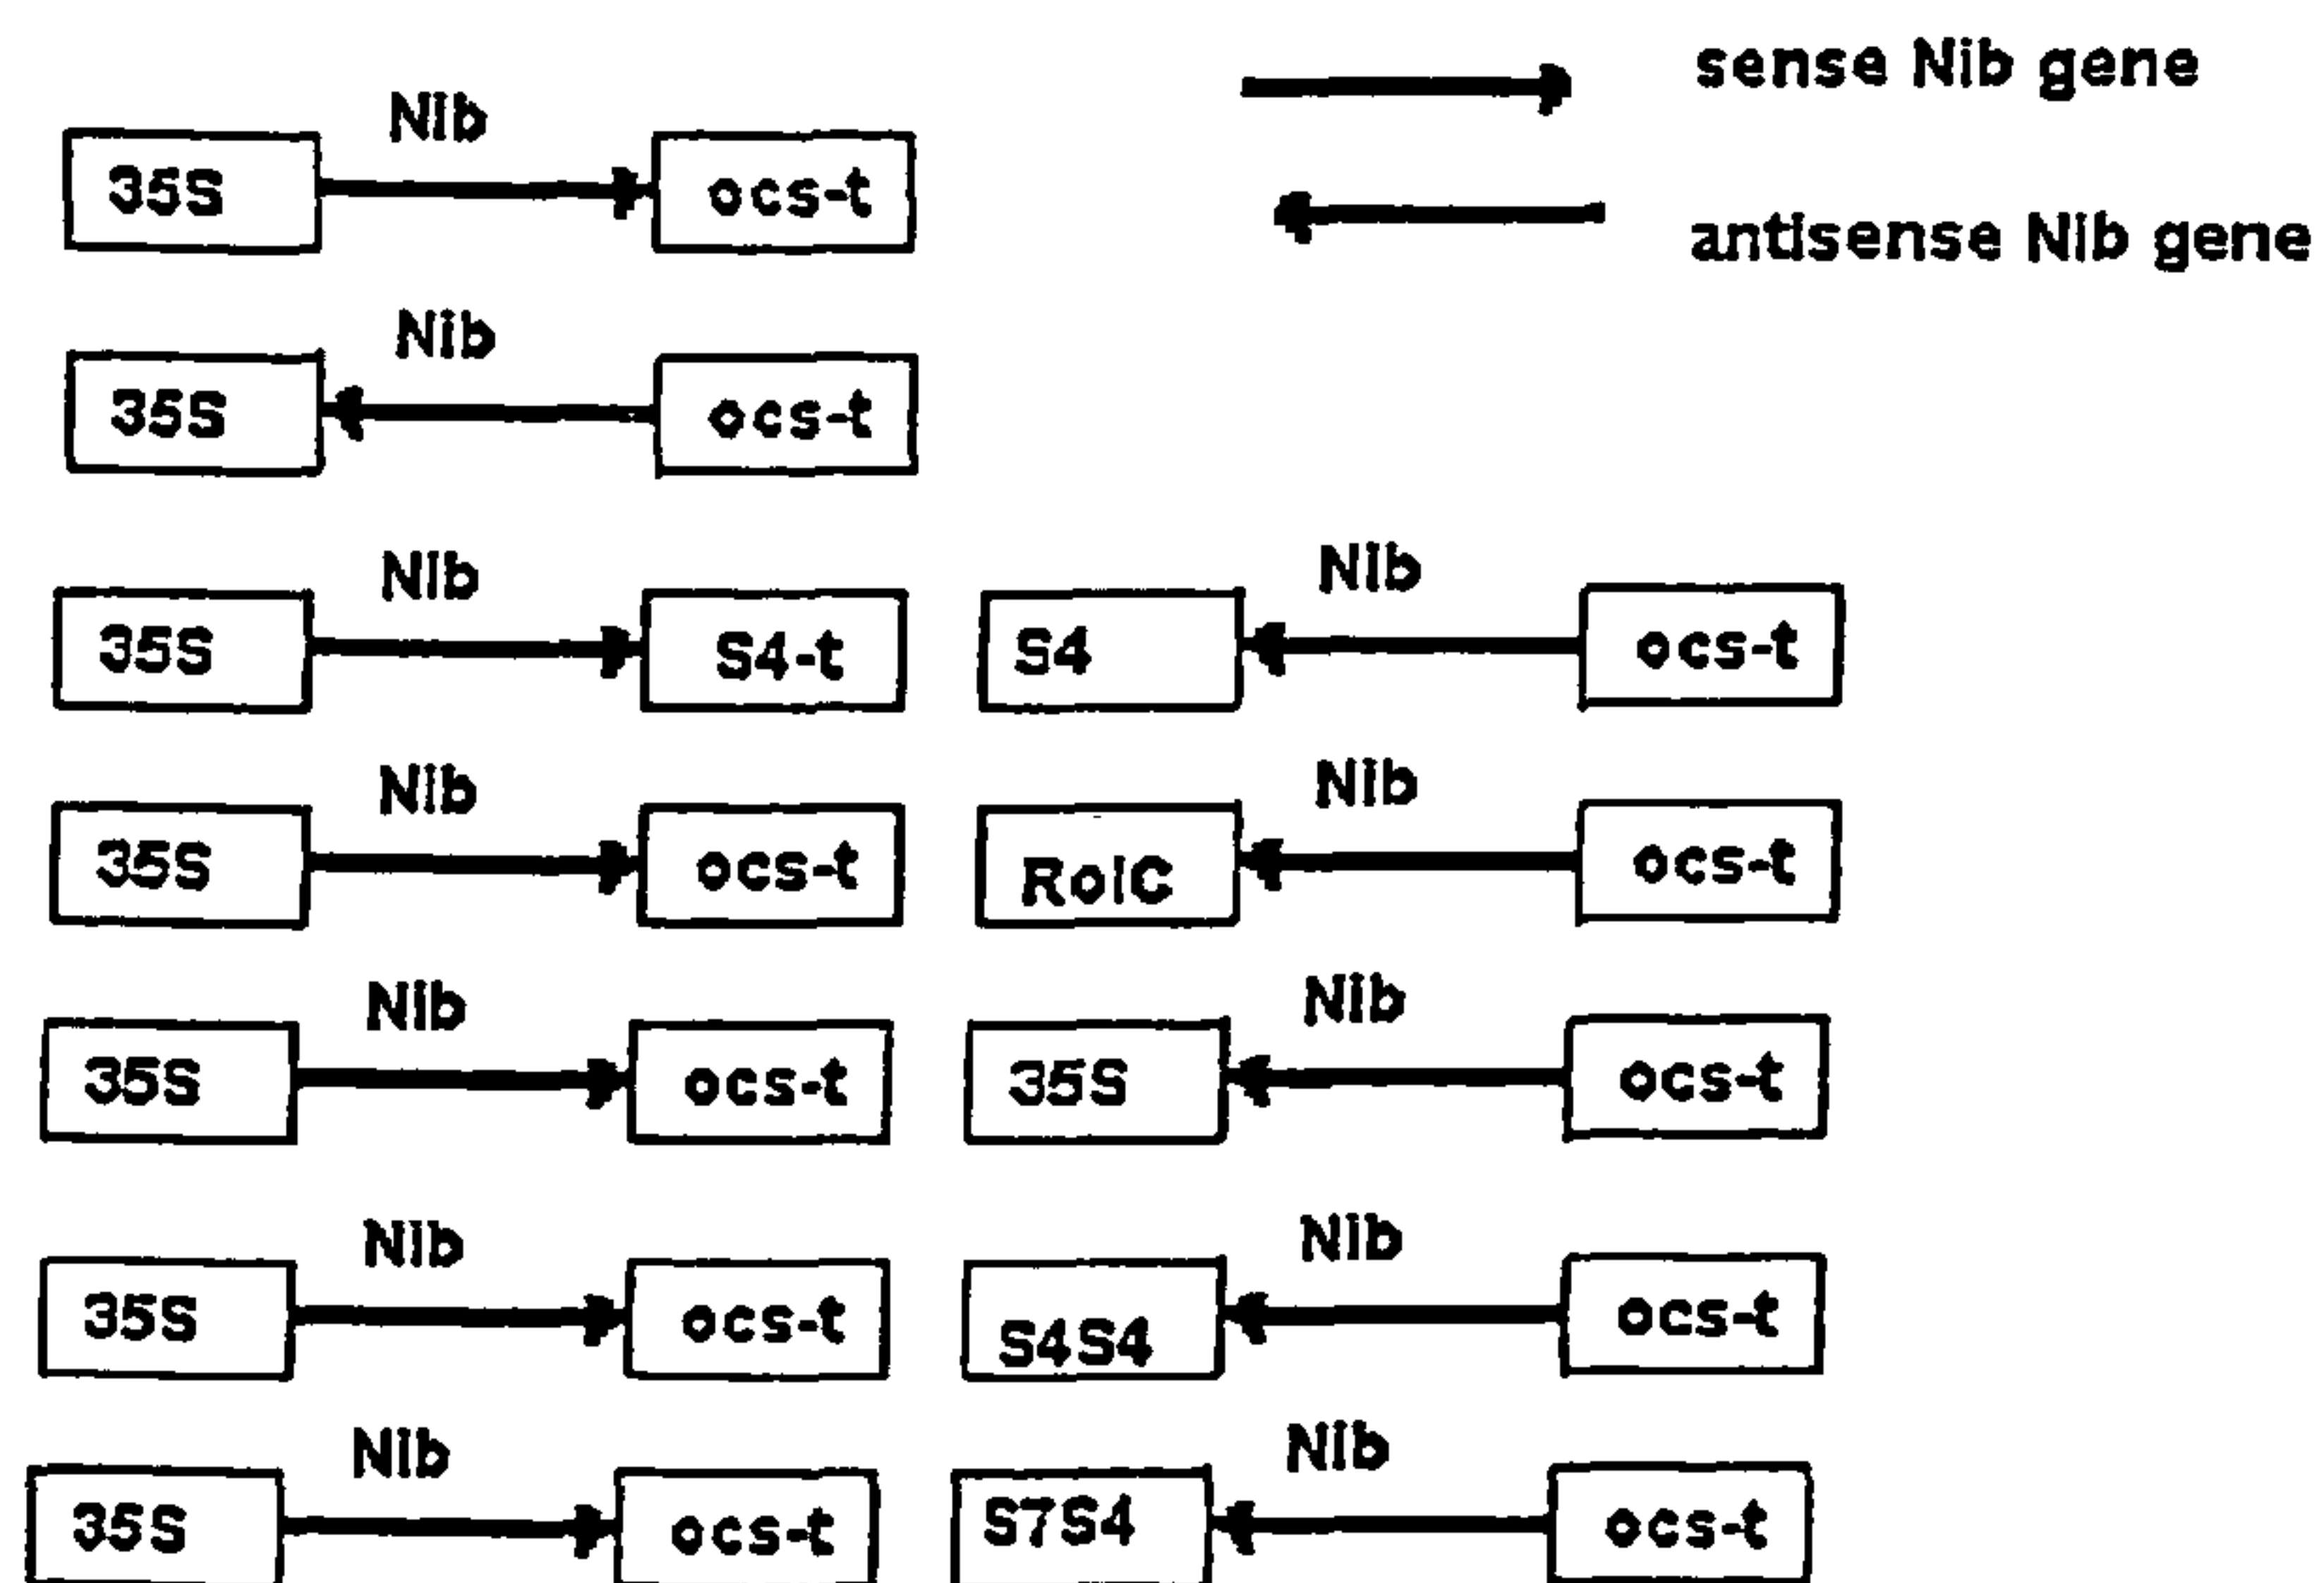 sense Nib gene
Nib
35S ocs-t
antisense Nib gene
Nib
35S ocs-t
Nib Nib
35S S4-t S4 ocs-t
Nib Nib
35S ocs-t RolC ocs-t
Nib Nib
35S ocs-t 35S ocs-t
Nib Nib
35S ocs-t S4S4 ocs-t
Nib Nib
35S ocs-t S7S4 ocs-t